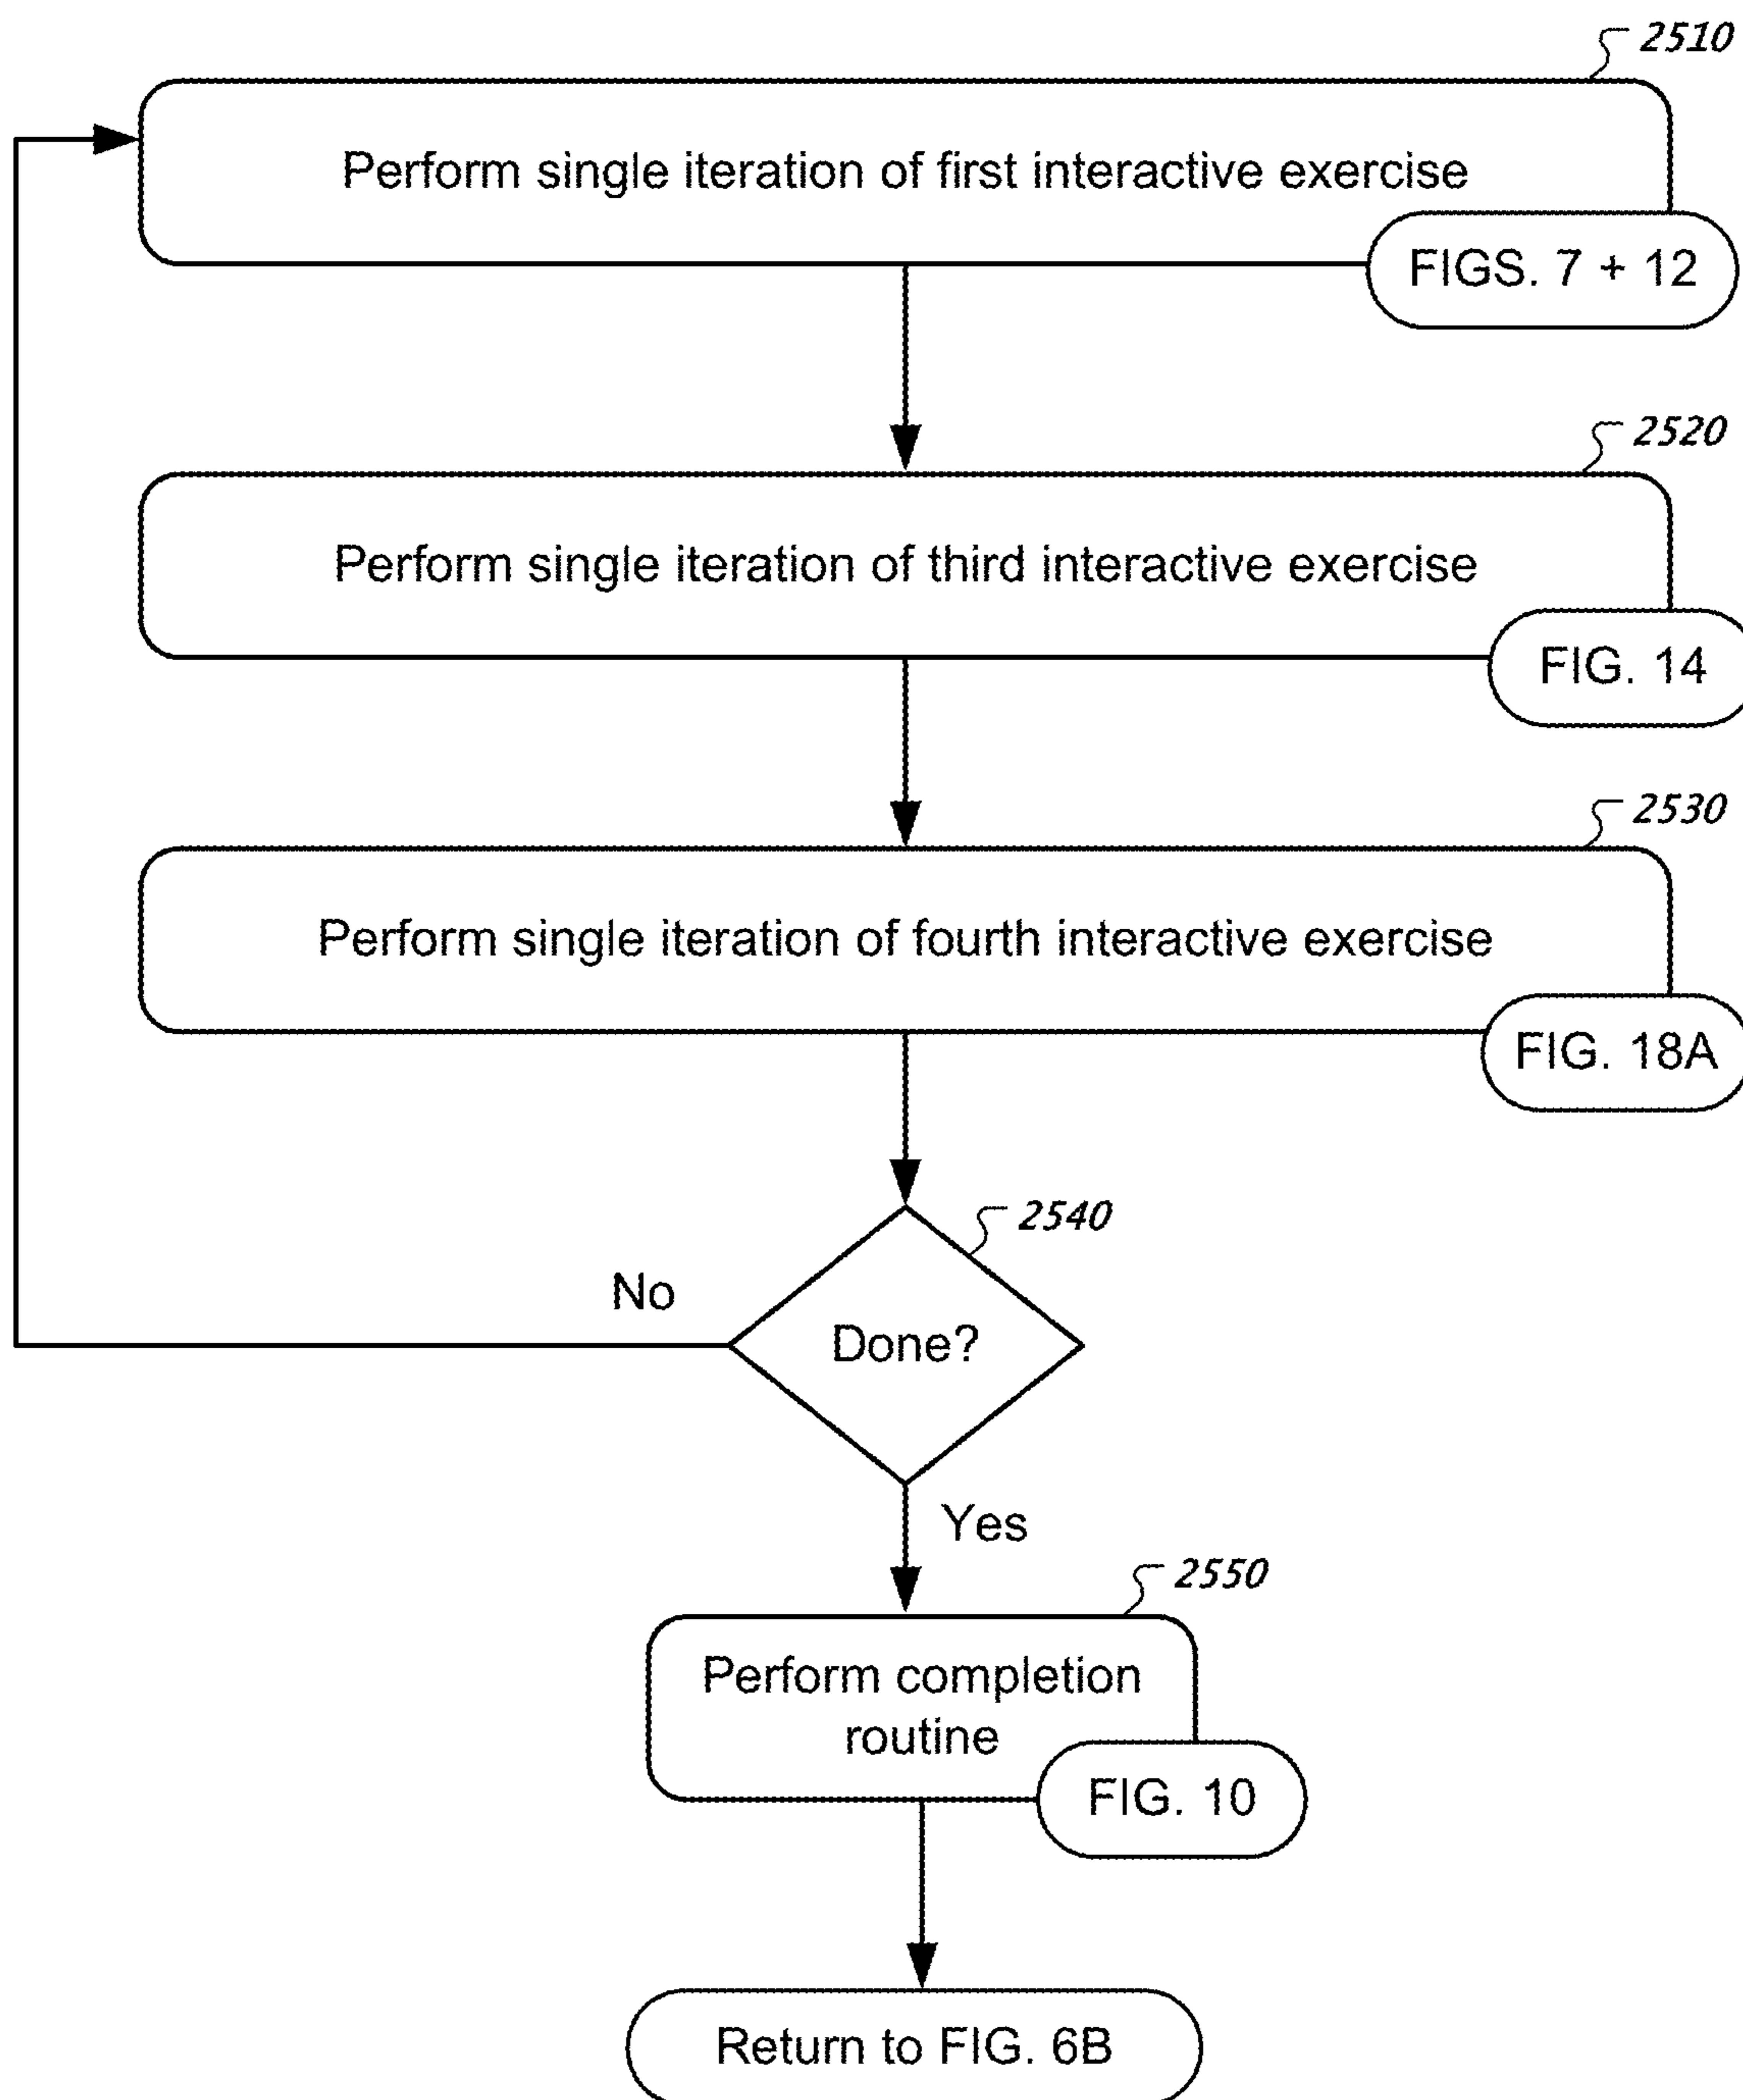 2510
Perform single iteration of first interactive exercise
FIGS. 7 + 12
2520
Perform single iteration of third interactive exercise
FIG. 14
2530
Perform single iteration of fourth interactive exercise
FIG. 18A
2540
No
Done?
Yes
2550
Perform completion
routine
FIG. 10
Return to FIG. 6B